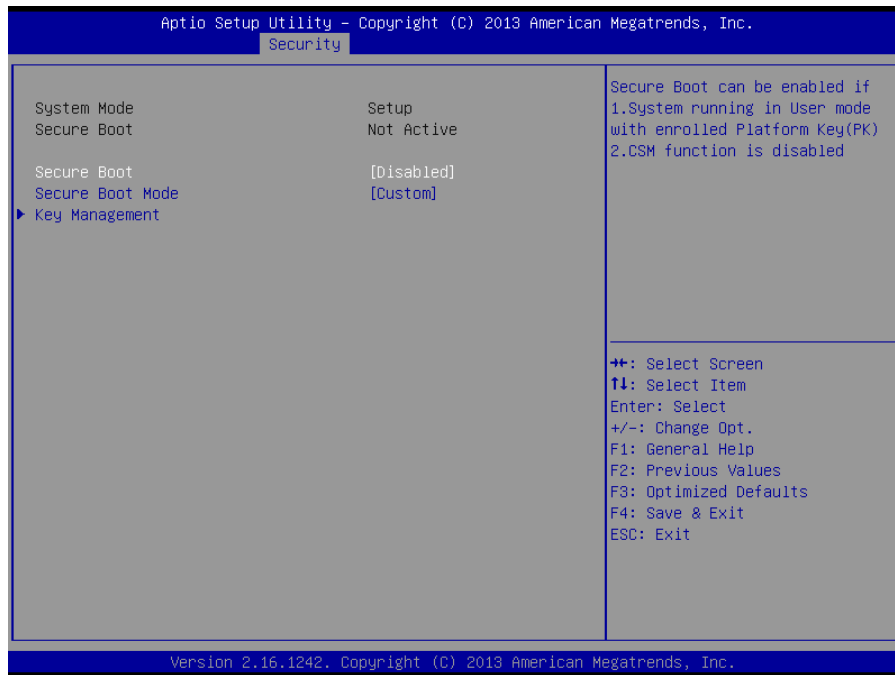 Aptio Setup Utility – Copyright (C) 2013 American Megatrends, Inc.
Security
System Mode Setup
Secure Boot Not Active
Secure Boot [Disabled]
Secure Boot Mode [Custom]
Key Management
Secure Boot can be enabled if
1.System running in User mode
with enrolled Platform Key(PK)
2.CSM function is disabled
→←: Select Screen
↑↓: Select Item
Enter: Select
+/-: Change Opt.
F1: General Help
F2: Previous Values
F3: Optimized Defaults
F4: Save & Exit
ESC: Exit
Version 2.16.1242. Copyright (C) 2013 American Megatrends, Inc.